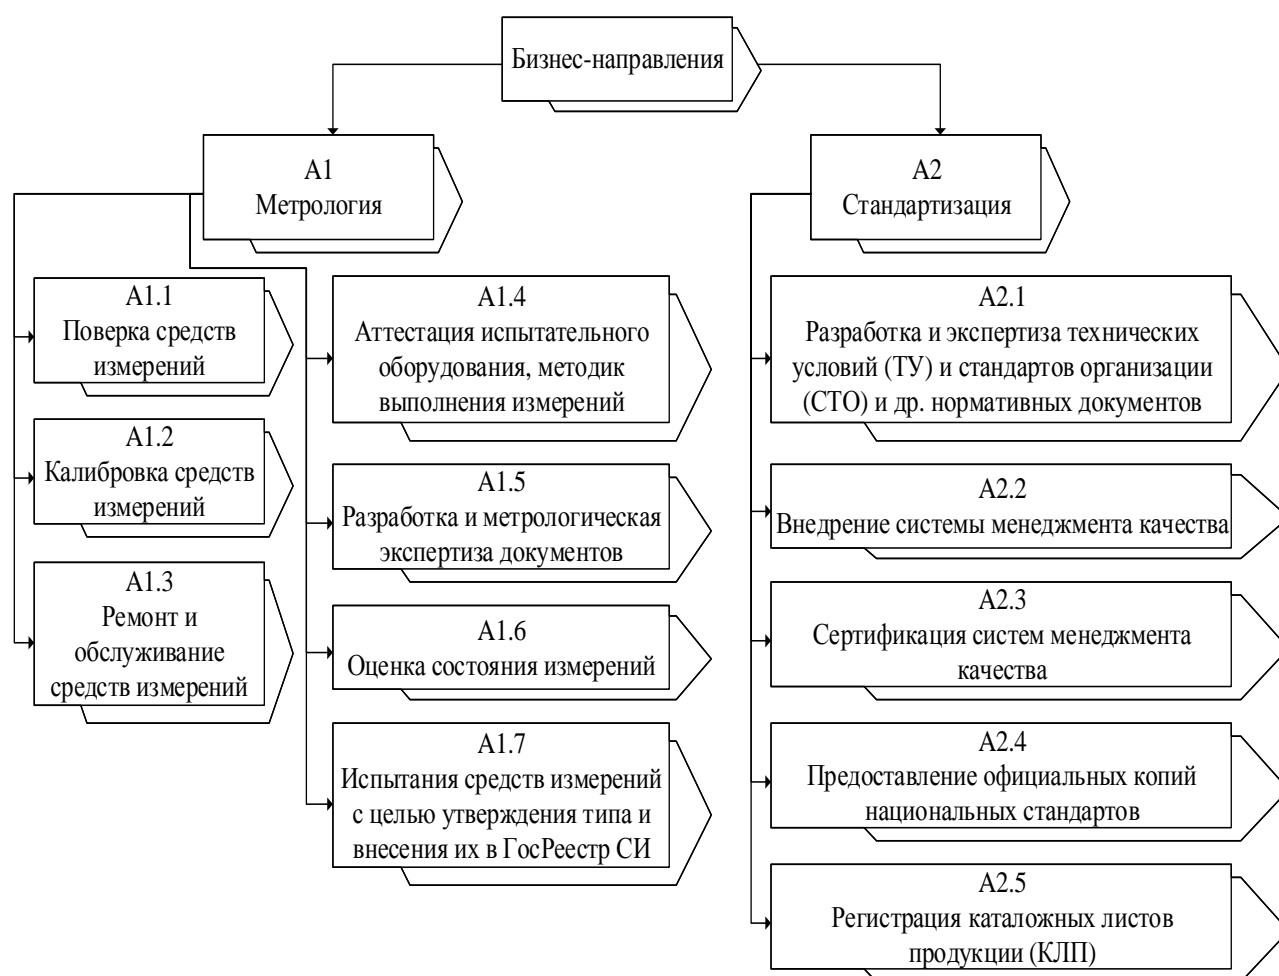 Бизнес-направления
А1
Метрология
А1.1
Поверка средств
измерений
А1.2
Калибровка средств
измерений
А1.3
Ремонт и
обслуживание
средств измерений
А1.4
Аттестация испытательного
оборудования, методик
выполнения измерений
А1.5
Разработка и метрологическая
экспертиза документов
А1.6
Оценка состояния измерений
А1.7
Испытания средств измерений
с целью утверждения типа и
внесения их в ГосРеестр СИ
А2
Стандартизация
А2.1
Разработка и экспертиза технических
условий (ТУ) и стандартов организации
(СТО) и др. нормативных документов
А2.2
Внедрение системы менеджмента качества
А2.3
Сертификация систем менеджмента
качества
А2.4
Предоставление официальных копий
национальных стандартов
А2.5
Регистрация каталожных листов
продукции (КЛП)